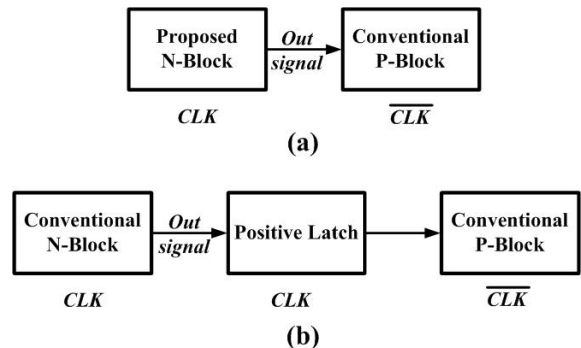 Proposed
N-Block
Out
signal
Conventional
P-Block
CLK
CLK
(a)
Conventional
N-Block
Out
signal
Positive Latch
Conventional
P-Block
CLK
CLK
CLK
(b)